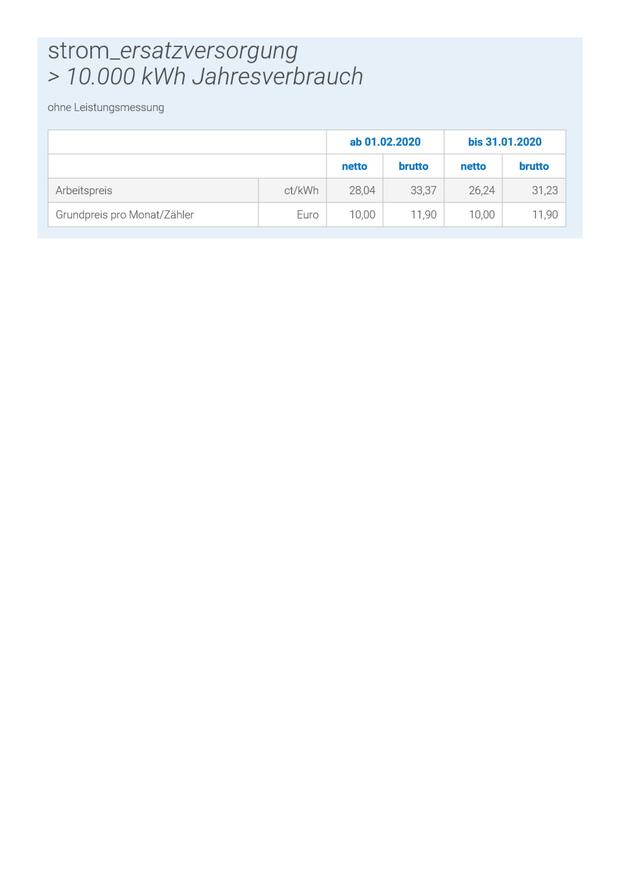 strom_ersatzversorgung
> 10.000 kWh Jahresverbrauch
ohne Leistungsmessung
ab 01.02.2020 bis 31.01.2020
netto brutto netto brutto
Arbeitspreis ct/kWh 28,04 33,37 26,24 31,23
Grundpreis pro Monat/Zähler Euro 10,00 11,90 10,00 11,90